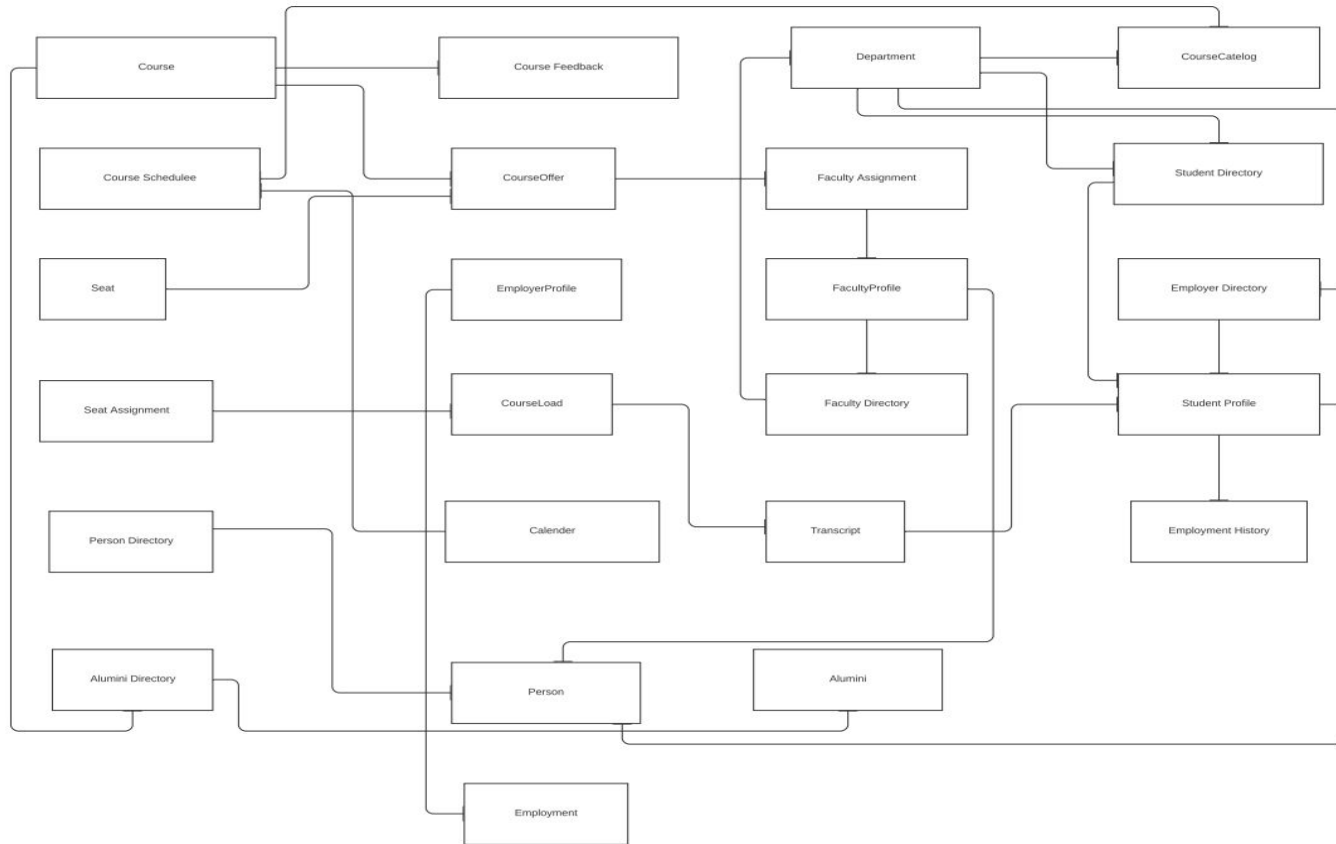 Course
Course Feedback
Department
CourseCatelog
Course Schedulee
CourseOffer
Faculty Assignment
Student Directory
Seat
EmployerProfile
FacultyProfile
Employer Directory
Seat Assignment
CourseLoad
Faculty Directory
Student Profile
Person Directory
Calender
Transcript
Employment History
Alumini Directory
Person
Alumini
Employment